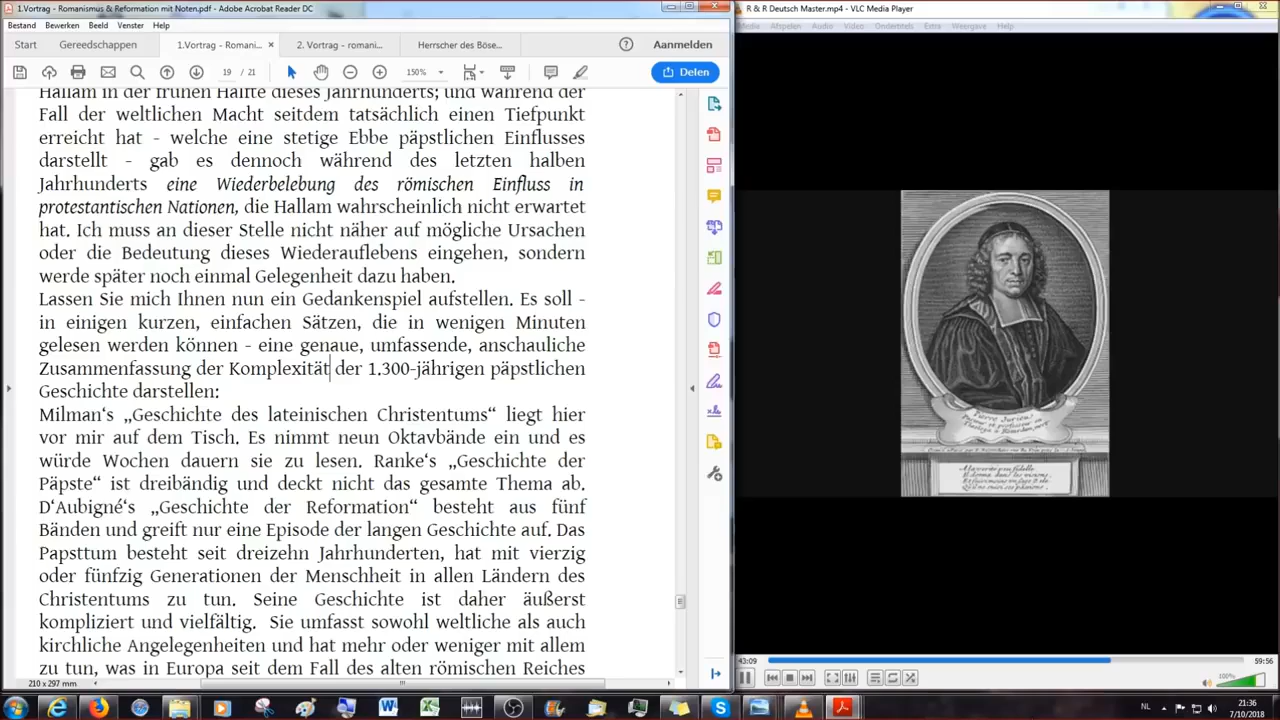 1.Vortrag - Romanismus & Reformation mit Noten.pdf - Adobe Acrobat Reader DC
Bestand Bewerken Beeld Venster Help
Start Gereedschappen 1.Vortrag - Romani... × 2. Vortrag - romani... Herrscher des Böse... Aanmelden
19 / 21 150% Delen
Hallam in der frühen Hälfte dieses Jahrhunderts; und während der
Fall der weltlichen Macht seitdem tatsächlich einen Tiefpunkt
erreicht hat - welche eine stetige Ebbe päpstlichen Einflusses
darstellt - gab es dennoch während des letzten halben
Jahrhunderts eine Wiederbelebung des römischen Einfluss in
protestantischen Nationen, die Hallam wahrscheinlich nicht erwartet
hat. Ich muss an dieser Stelle nicht näher auf mögliche Ursachen
oder die Bedeutung dieses Wiederauflebens eingehen, sondern
werde später noch einmal Gelegenheit dazu haben.
Lassen Sie mich Ihnen nun ein Gedankenspiel aufstellen. Es soll -
in einigen kurzen, einfachen Sätzen, die in wenigen Minuten
gelesen werden können - eine genaue, umfassende, anschauliche
Zusammenfassung der Komplexität der 1.300-jährigen päpstlichen
Geschichte darstellen:
Milman‘s „Geschichte des lateinischen Christentums“ liegt hier
vor mir auf dem Tisch. Es nimmt neun Oktavbände ein und es
würde Wochen dauern sie zu lesen. Ranke‘s „Geschichte der
Päpste“ ist dreibändig und deckt nicht das gesamte Thema ab.
D‘Aubigné‘s „Geschichte der Reformation“ besteht aus fünf
Bänden und greift nur eine Episode der langen Geschichte auf. Das
Papsttum besteht seit dreizehn Jahrhunderten, hat mit vierzig
oder fünfzig Generationen der Menschheit in allen Ländern des
Christentums zu tun. Seine Geschichte ist daher äußerst
kompliziert und vielfältig. Sie umfasst sowohl weltliche als auch
kirchliche Angelegenheiten und hat mehr oder weniger mit allem
zu tun, was in Europa seit dem Fall des alten römischen Reiches
210 x 297 mm
R & R Deutsch Master.mp4 - VLC Media Player
Media Afspelen Audio Video Ondertitels Extra Weergave Help
Pierre Jurieu
43:09 59:56
100%
NL 21:36
7/10/2018